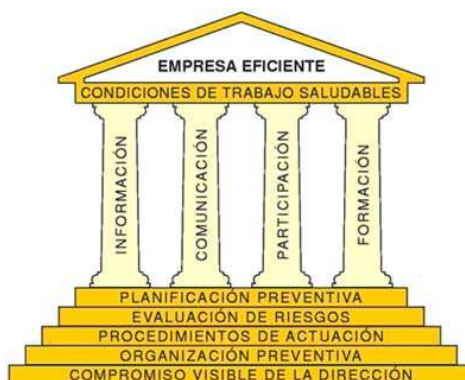 EMPRESA EFICIENTE
CONDICIONES DE TRABAJO SALUDABLES
INFORMACIÓN
COMUNICACIÓN
PARTICIPACIÓN
FORMACIÓN
PLANIFICACIÓN PREVENTIVA
EVALUACIÓN DE RIESGOS
PROCEDIMIENTOS DE ACTUACIÓN
ORGANIZACIÓN PREVENTIVA
COMPROMISO VISIBLE DE LA DIRECCIÓN